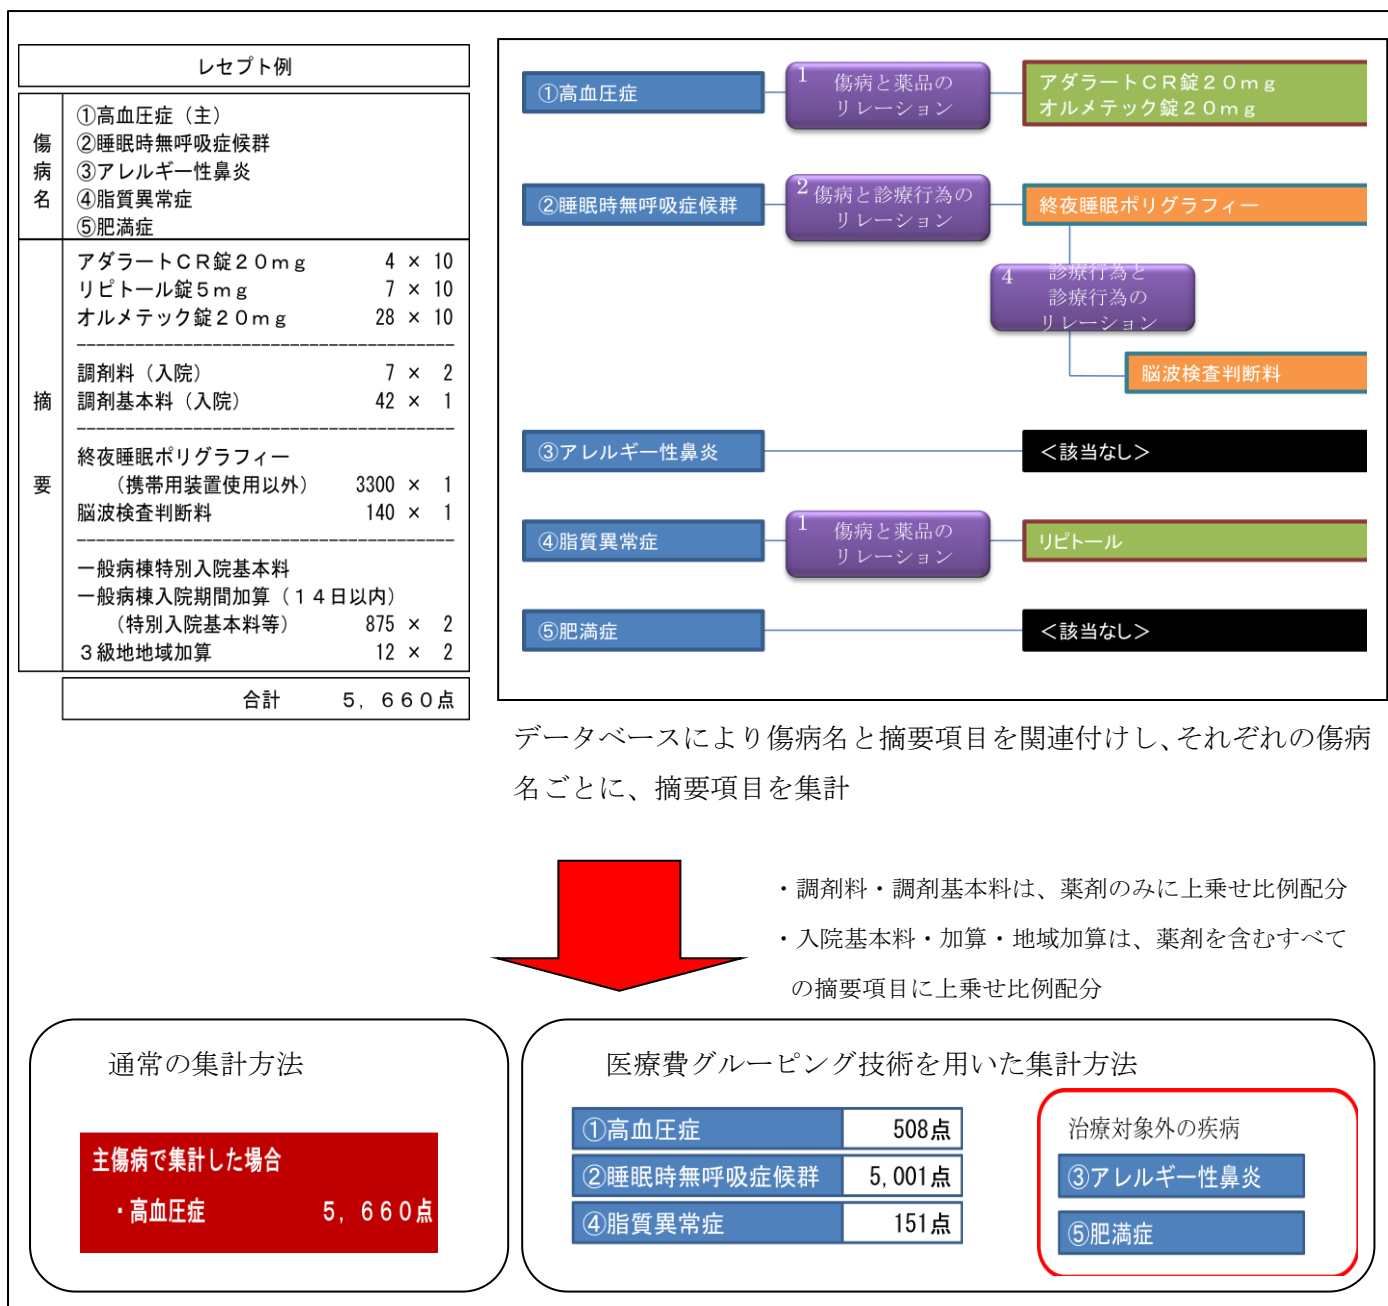 レセプト例
傷病名
①高血圧症（主）
②睡眠時無呼吸症候群
③アレルギー性鼻炎
④脂質異常症
⑤肥満症
摘要
アダラートＣＲ錠２０ｍｇ 4 × 10
リピトール錠５ｍｇ 7 × 10
オルメテック錠２０ｍｇ 28 × 10
調剤料（入院） 7 × 2
調剤基本料（入院） 42 × 1
終夜睡眠ポリグラフィー
（携帯用装置使用以外） 3300 × 1
脳波検査判断料 140 × 1
一般病棟特別入院基本料
一般病棟入院期間加算（１４日以内）
（特別入院基本料等） 875 × 2
３級地地域加算 12 × 2
合計 ５，６６０点
①高血圧症
1 傷病と薬品の
リレーション
アダラートＣＲ錠２０ｍｇ
オルメテック錠２０ｍｇ
②睡眠時無呼吸症候群
2 傷病と診療行為の
リレーション
終夜睡眠ポリグラフィー
4 診療行為と
診療行為の
リレーション
脳波検査判断料
③アレルギー性鼻炎
＜該当なし＞
④脂質異常症
1 傷病と薬品の
リレーション
リピトール
⑤肥満症
＜該当なし＞
データベースにより傷病名と摘要項目を関連付けし、それぞれの傷病
名ごとに、摘要項目を集計
・調剤料・調剤基本料は、薬剤のみに上乗せ比例配分
・入院基本料・加算・地域加算は、薬剤を含むすべて
の摘要項目に上乗せ比例配分
通常の集計方法
主傷病で集計した場合
・高血圧症 ５，６６０点
医療費グルーピング技術を用いた集計方法
①高血圧症 508点
②睡眠時無呼吸症候群 5,001点
④脂質異常症 151点
治療対象外の疾病
③アレルギー性鼻炎
⑤肥満症